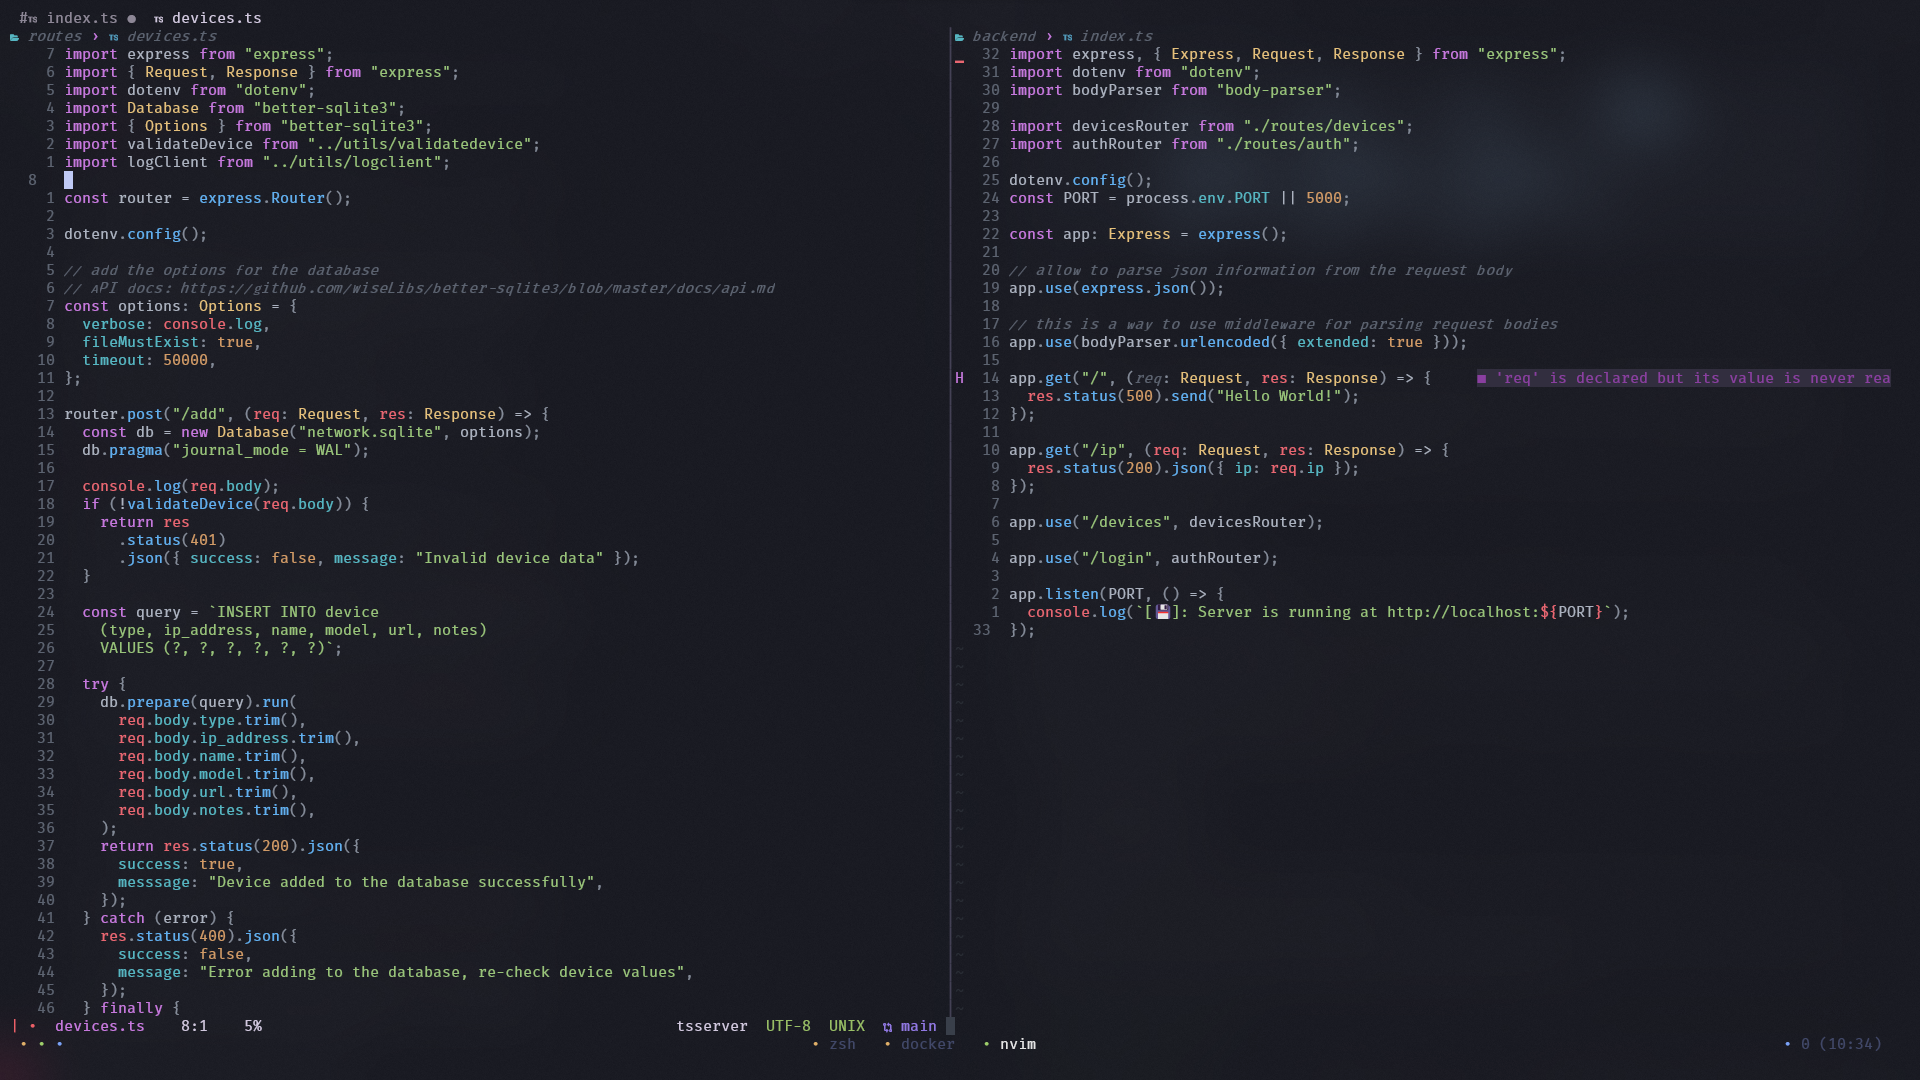 #TS index.ts ● TS devices.ts
routes › TS devices.ts
7 import express from "express";
6 import { Request, Response } from "express";
5 import dotenv from "dotenv";
4 import Database from "better-sqlite3";
3 import { Options } from "better-sqlite3";
2 import validateDevice from "../utils/validatedevice";
1 import logClient from "../utils/logclient";
8
1 const router = express.Router();
2
3 dotenv.config();
4
5 // add the options for the database
6 // API docs: https://github.com/wiseLibs/better-sqlite3/blob/master/docs/api.md
7 const options: Options = {
8   verbose: console.log,
9   fileMustExist: true,
10   timeout: 50000,
11 };
12
13 router.post("/add", (req: Request, res: Response) => {
14   const db = new Database("network.sqlite", options);
15   db.pragma("journal_mode = WAL");
16
17   console.log(req.body);
18   if (!validateDevice(req.body)) {
19     return res
20       .status(401)
21       .json({ success: false, message: "Invalid device data" });
22   }
23
24   const query = `INSERT INTO device
25     (type, ip_address, name, model, url, notes)
26     VALUES (?, ?, ?, ?, ?, ?)`;
27
28   try {
29     db.prepare(query).run(
30       req.body.type.trim(),
31       req.body.ip_address.trim(),
32       req.body.name.trim(),
33       req.body.model.trim(),
34       req.body.url.trim(),
35       req.body.notes.trim(),
36     );
37     return res.status(200).json({
38       success: true,
39       messsage: "Device added to the database successfully",
40     });
41   } catch (error) {
42     res.status(400).json({
43       success: false,
44       message: "Error adding to the database, re-check device values",
45     });
46   } finally {
backend › TS index.ts
32 import express, { Express, Request, Response } from "express";
31 import dotenv from "dotenv";
30 import bodyParser from "body-parser";
29
28 import devicesRouter from "./routes/devices";
27 import authRouter from "./routes/auth";
26
25 dotenv.config();
24 const PORT = process.env.PORT || 5000;
23
22 const app: Express = express();
21
20 // allow to parse json information from the request body
19 app.use(express.json());
18
17 // this is a way to use middleware for parsing request bodies
16 app.use(bodyParser.urlencoded({ extended: true }));
15
H 14 app.get("/", (req: Request, res: Response) => {     ■ 'req' is declared but its value is never rea
13   res.status(500).send("Hello World!");
12 });
11
10 app.get("/ip", (req: Request, res: Response) => {
9   res.status(200).json({ ip: req.ip });
8 });
7
6 app.use("/devices", devicesRouter);
5
4 app.use("/login", authRouter);
3
2 app.listen(PORT, () => {
1   console.log(`[💾]: Server is running at http://localhost:${PORT}`);
33 });
devices.ts 8:1 5% tsserver UTF-8 UNIX main
• • • • zsh • docker • nvim • 0 (10:34)